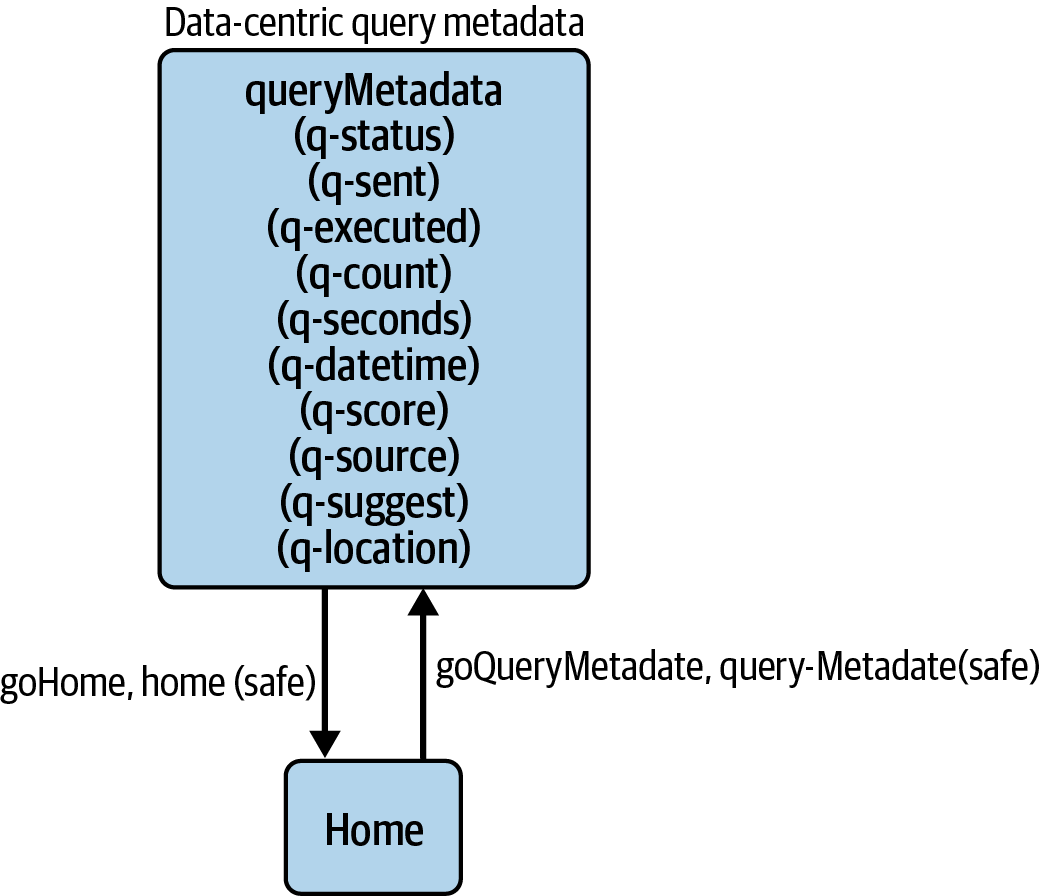 Data-centric query metadata
queryMetadata
(q-status)
(q-sent)
(q-executed)
(q-count)
(q-seconds)
(q-datetime)
(q-score)
(q-source)
(q-suggest)
(q-location)
goHome, home (safe)
goQueryMetadate, query-Metadate(safe)
Home